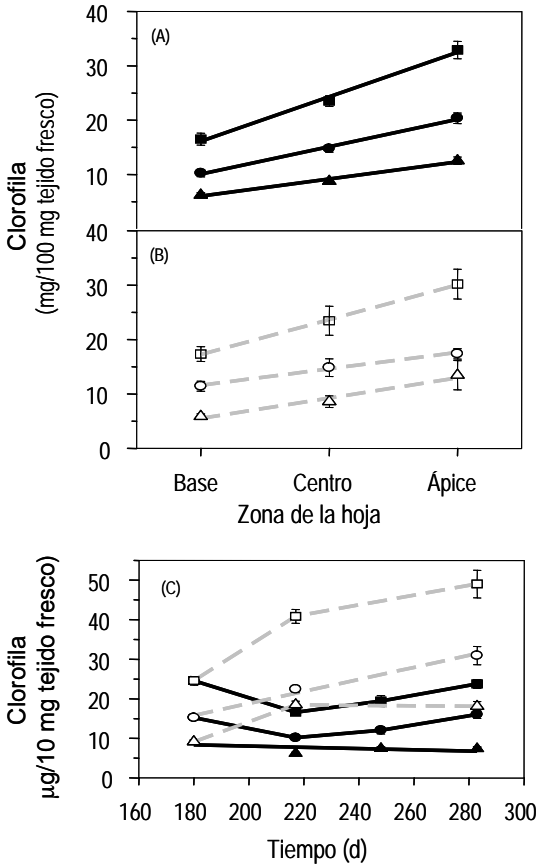 40
(A)
30
20
10
Clorofila
(mg/100 mg tejido fresco)
40
(B)
30
20
10
0
Base Centro Ápice
Zona de la hoja
50
(C)
40
30
20
10
0
Clorofila
µg/10 mg tejido fresco)
160 180 200 220 240 260 280 300
Tiempo (d)